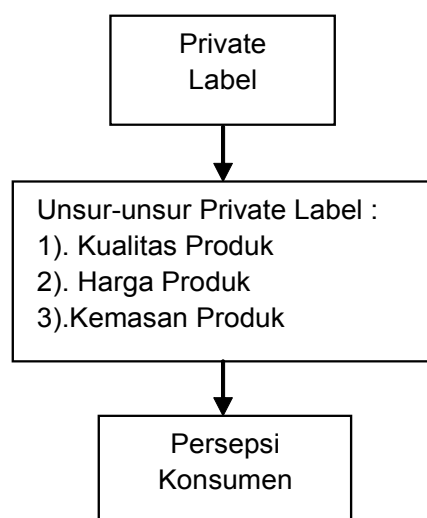 Private
Label
Unsur-unsur Private Label :
1). Kualitas Produk
2). Harga Produk
3).Kemasan Produk
Persepsi
Konsumen